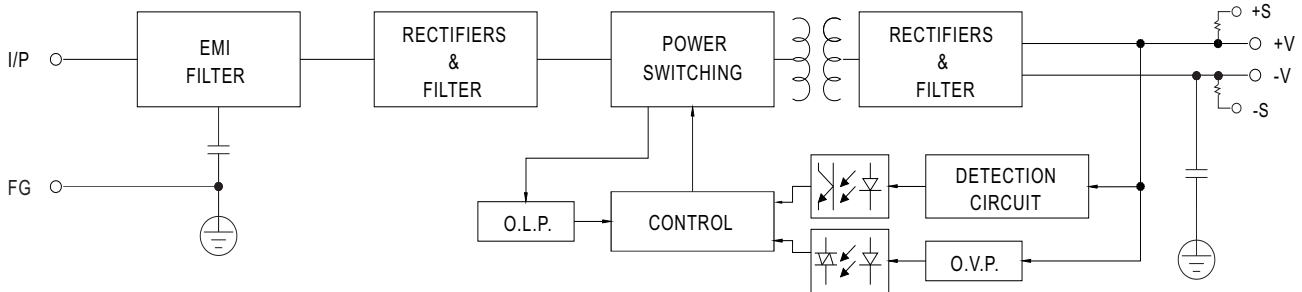 I/P
EMI
FILTER
RECTIFIERS
&
FILTER
POWER
SWITCHING
RECTIFIERS
&
FILTER
+S
+V
-V
-S
FG
O.L.P.
CONTROL
DETECTION
CIRCUIT
O.V.P.